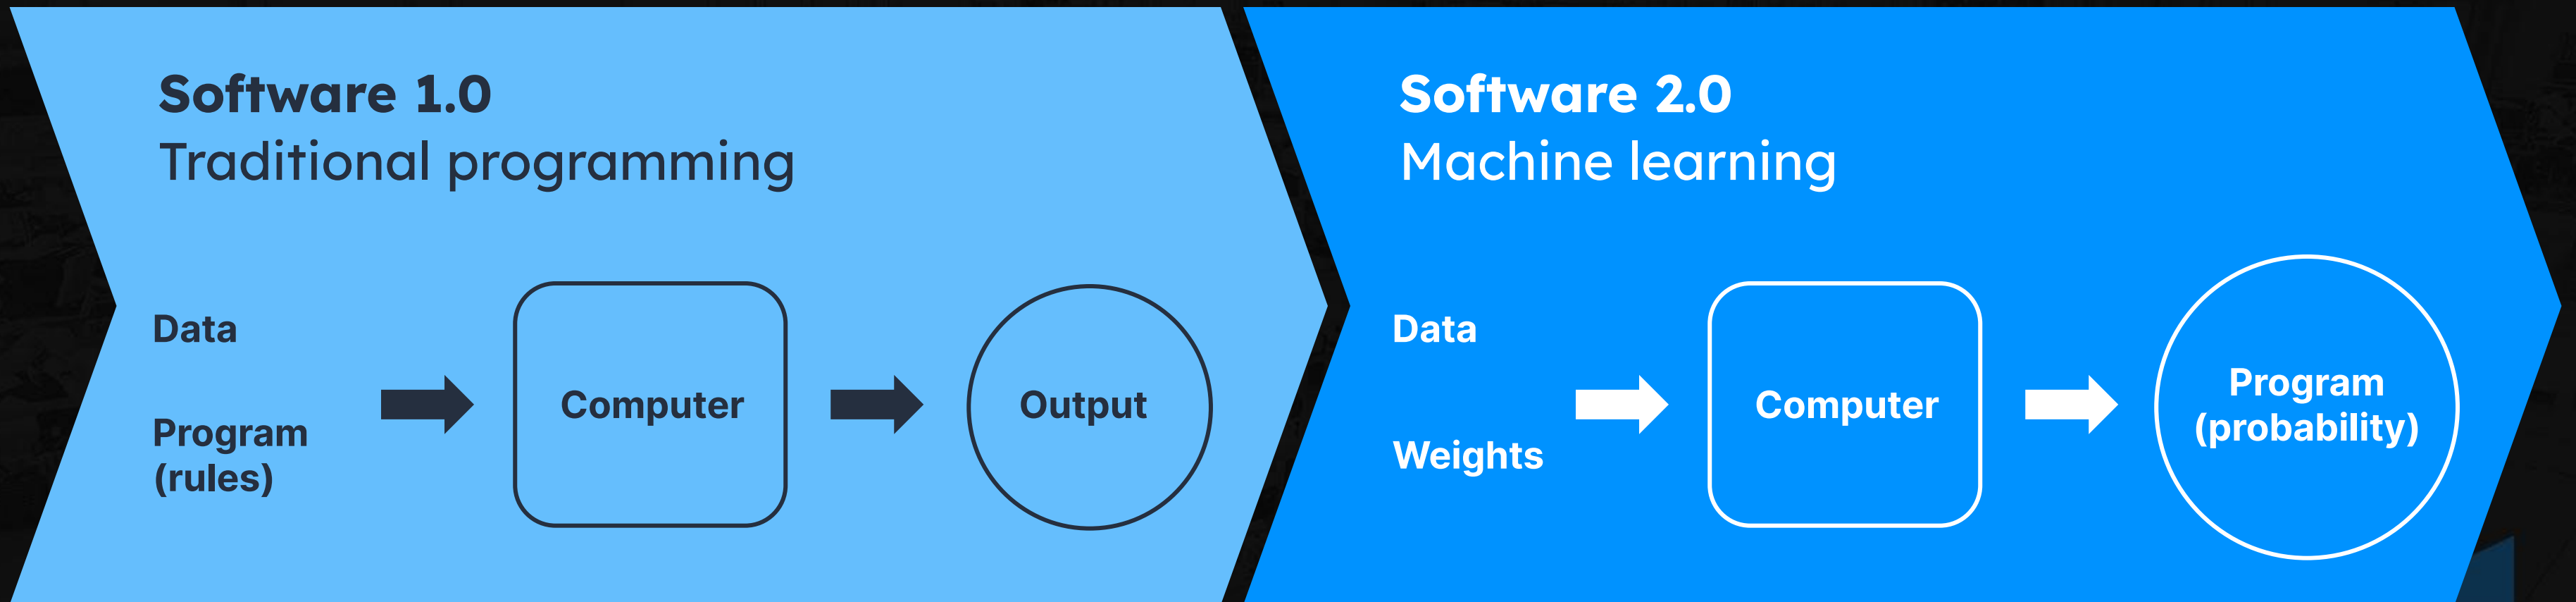 Software 1.0
Traditional programming
Data
Program
(rules)
Computer
Output
Software 2.0
Machine learning
Data
Weights
Computer
Program
(probability)